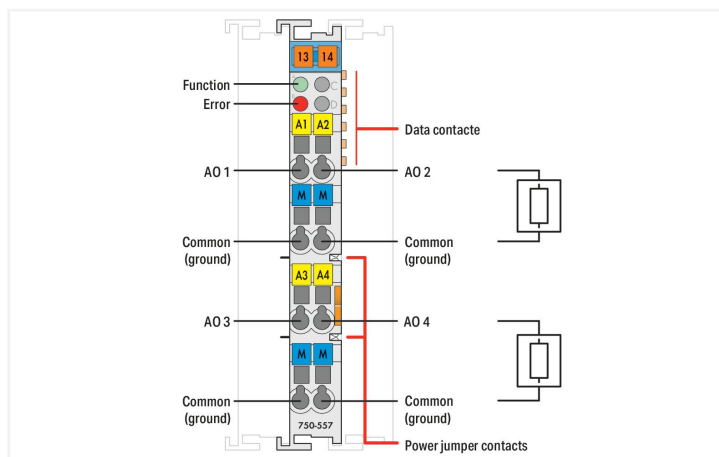 13 14
Function
C
Error
D
A1 A2
Data contacte
AO 1
AO 2
M M
Common
(ground)
Common
(ground)
A3 A4
AO 3
AO 4
M M
Common
(ground)
Common
(ground)
750-557
Power jumper contacts